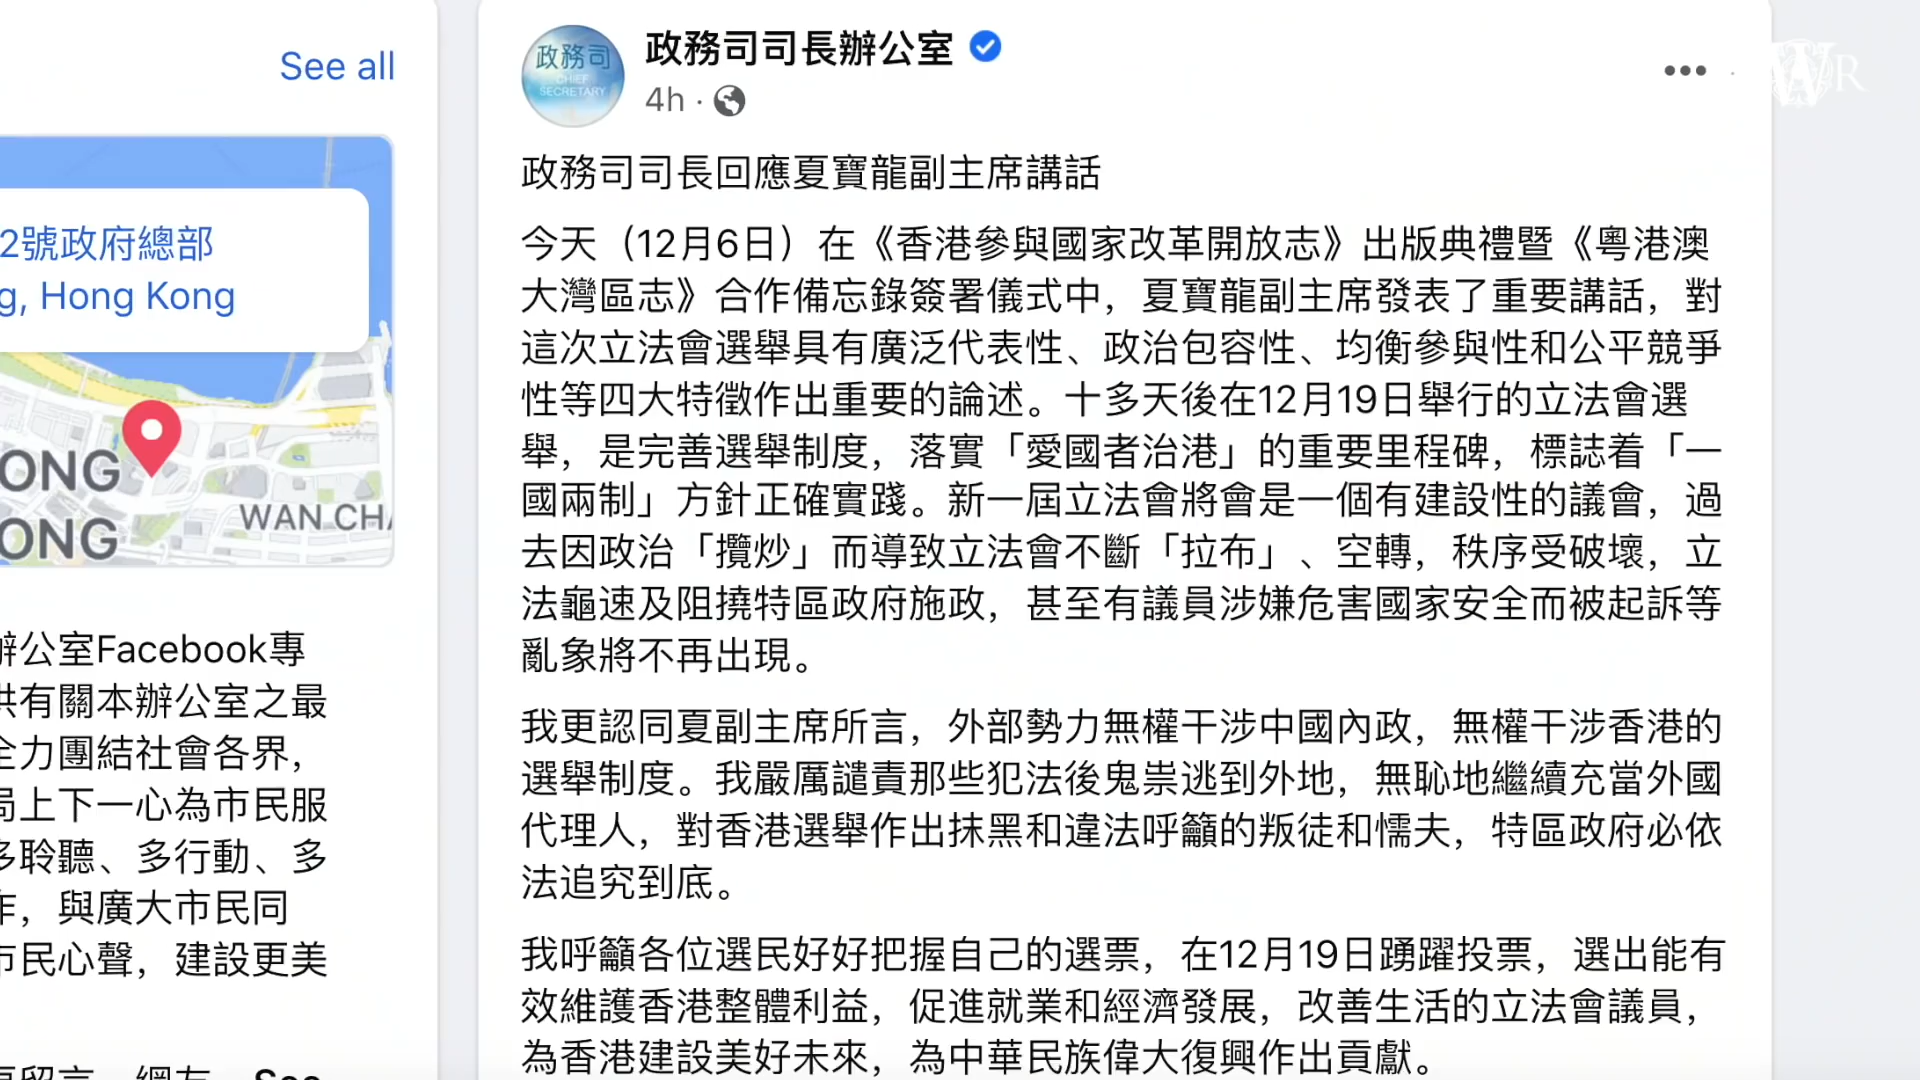 See all
2號政府總部
g, Hong Kong
ONG
ONG
WAN CHA
辦公室Facebook專
供有關本辦公室之最
全力團結社會各界，
局上下一心為市民服
多聆聽、多行動、多
作，與廣大市民同
市民心聲，建設更美
政務司
CHIEF
SECRETARY
政務司司長辦公室
4h ·
政務司司長回應夏寶龍副主席講話
今天（12月6日）在《香港參與國家改革開放志》出版典禮暨《粵港澳
大灣區志》合作備忘錄簽署儀式中，夏寶龍副主席發表了重要講話，對
這次立法會選舉具有廣泛代表性、政治包容性、均衡參與性和公平競爭
性等四大特徵作出重要的論述。十多天後在12月19日舉行的立法會選
舉，是完善選舉制度，落實「愛國者治港」的重要里程碑，標誌着「一
國兩制」方針正確實踐。新一屆立法會將會是一個有建設性的議會，過
去因政治「攬炒」而導致立法會不斷「拉布」、空轉，秩序受破壞，立
法龜速及阻撓特區政府施政，甚至有議員涉嫌危害國家安全而被起訴等
亂象將不再出現。
我更認同夏副主席所言，外部勢力無權干涉中國內政，無權干涉香港的
選舉制度。我嚴厲譴責那些犯法後鬼祟逃到外地，無恥地繼續充當外國
代理人，對香港選舉作出抹黑和違法呼籲的叛徒和懦夫，特區政府必依
法追究到底。
我呼籲各位選民好好把握自己的選票，在12月19日踴躍投票，選出能有
效維護香港整體利益，促進就業和經濟發展，改善生活的立法會議員，
為香港建設美好未來，為中華民族偉大復興作出貢獻。